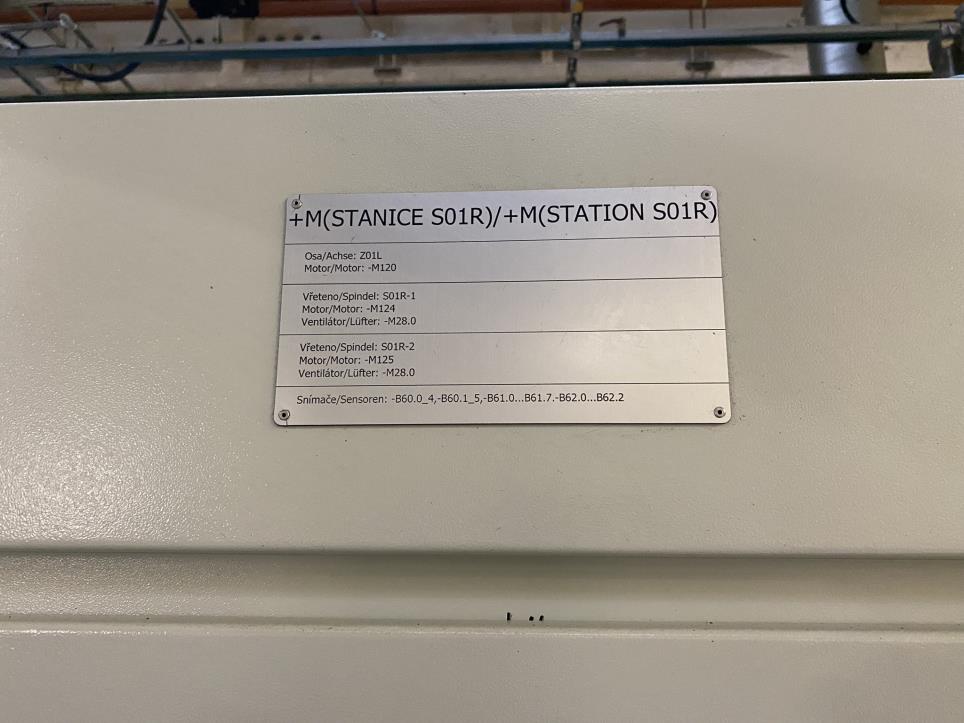 +M(STANICE S01R)/+M(STATION S01R)
Osa/Achse: Z01L
Motor/Motor: -M120
Vřeteno/Spindel: S01R-1
Motor/Motor: -M124
Ventilátor/Lüfter: -M28.0
Vřeteno/Spindel: S01R-2
Motor/Motor: -M125
Ventilátor/Lüfter: -M28.0
Snímače/Sensoren: -B60.0_4,-B60.1_5,-B61.0...B61.7.-B62.0...B62.2